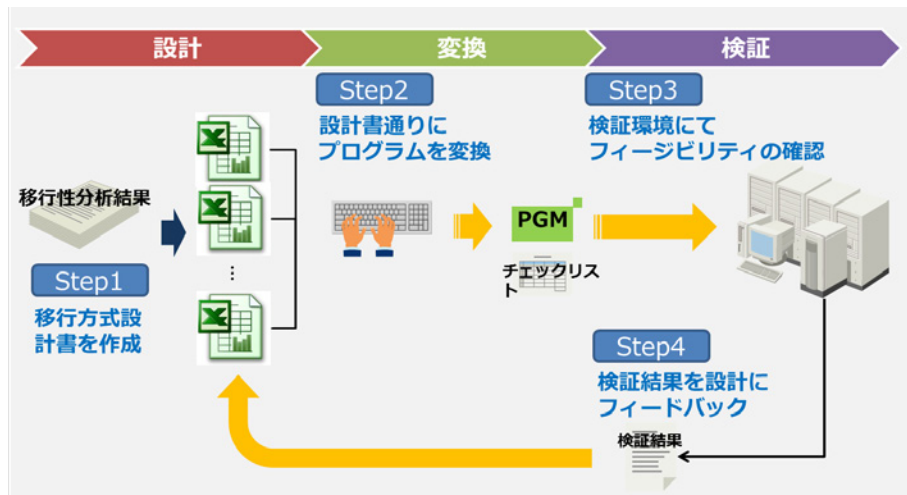 設計
変換
検証
移行性分析結果
Step1
移行方式設
計書を作成
Step2
設計書通りに
プログラムを変換
PGM
チェックリス
ト
Step3
検証環境にて
フィージビリティの確認
Step4
検証結果を設計に
フィードバック
検証結果